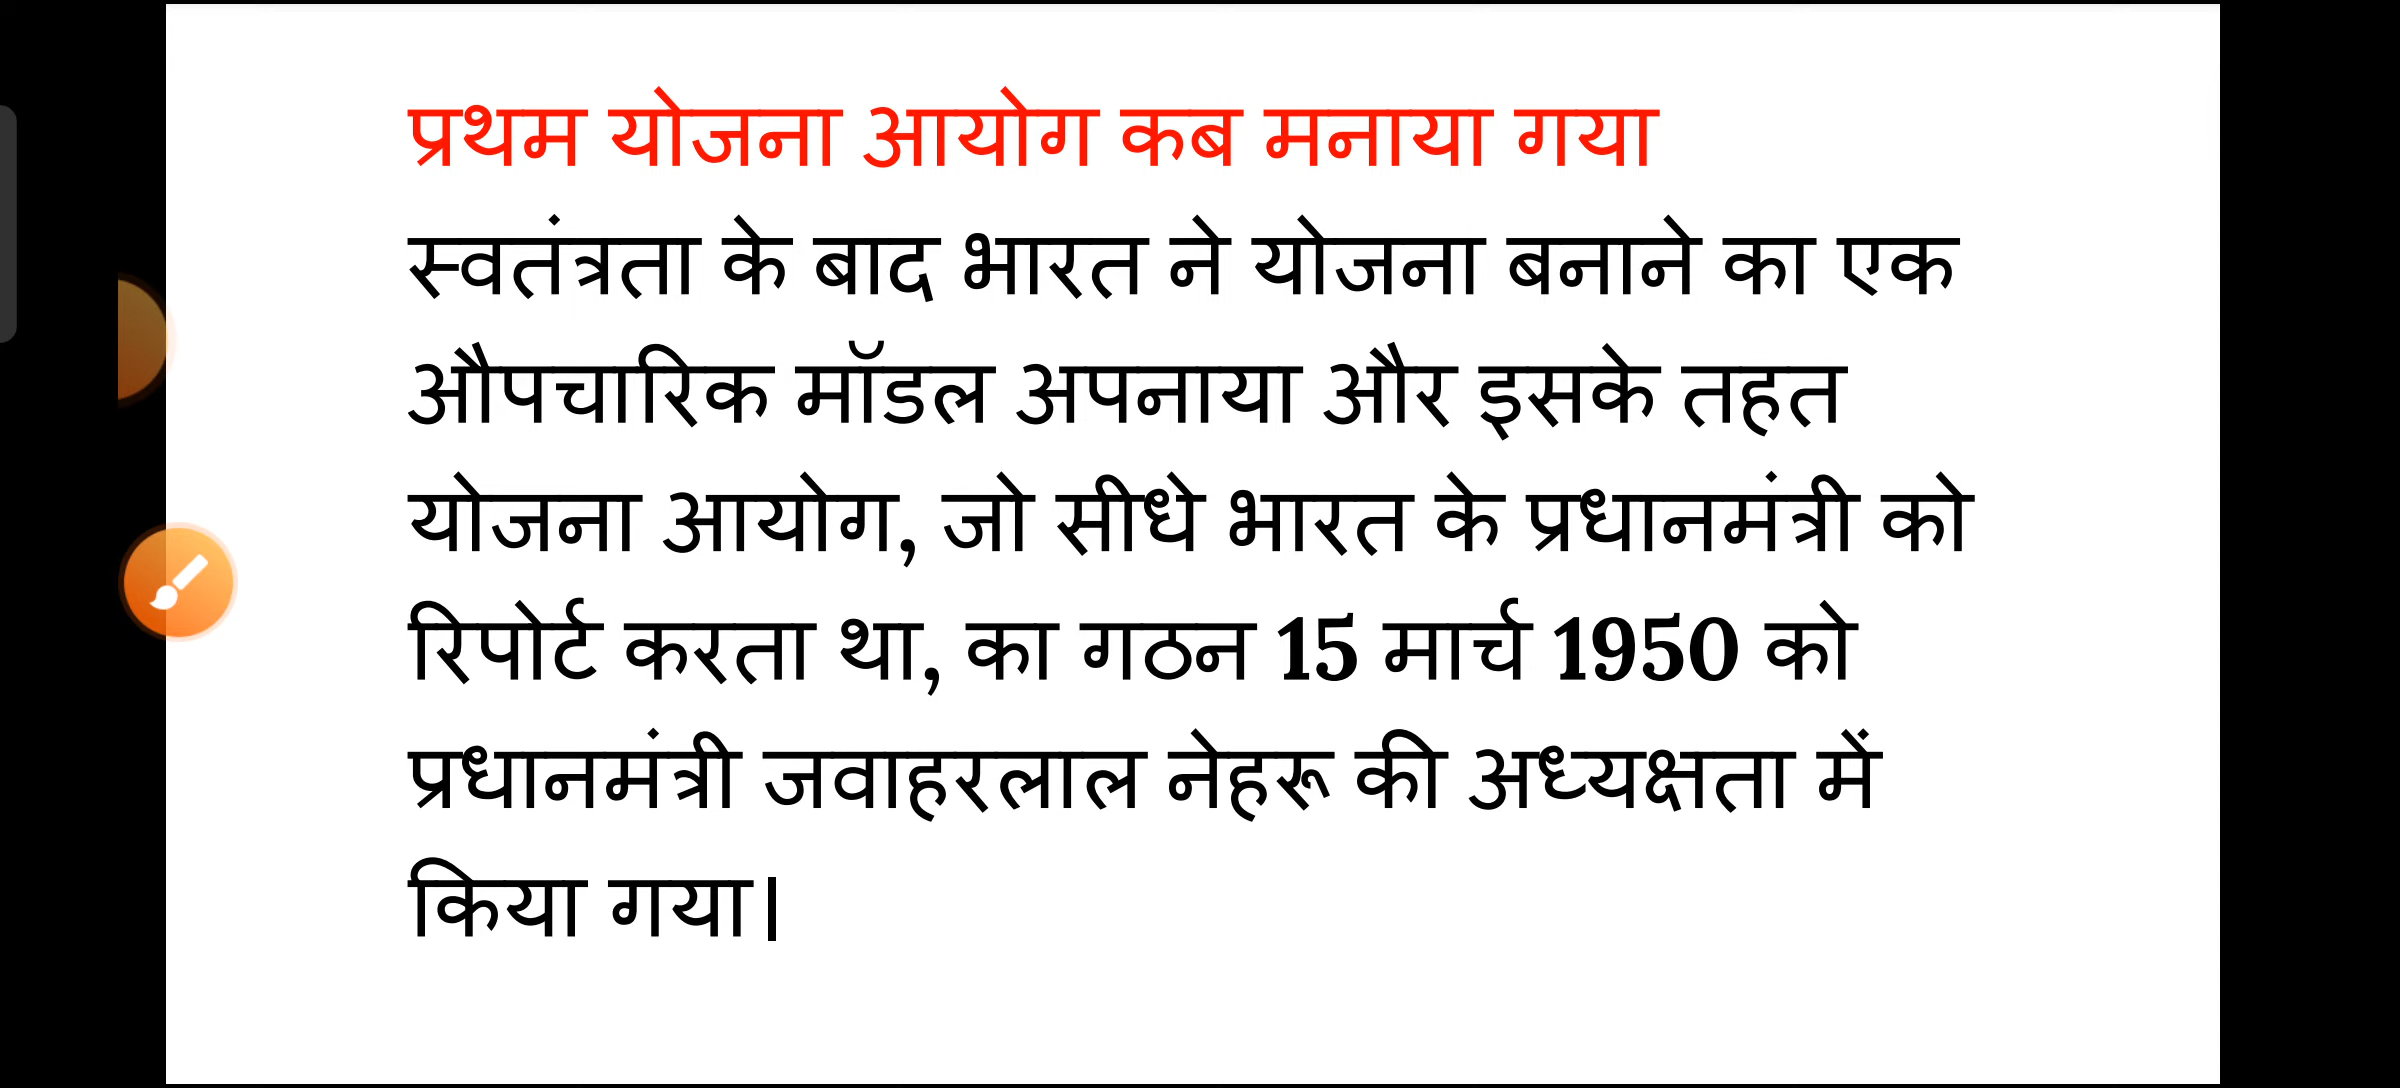 प्रथम योजना आयोग कब मनाया गया
स्वतंत्रता के बाद भारत ने योजना बनाने का एक
औपचारिक मॉडल अपनाया और इसके तहत
योजना आयोग, जो सीधे भारत के प्रधानमंत्री को
रिपोर्ट करता था, का गठन 15 मार्च 1950 को
प्रधानमंत्री जवाहरलाल नेहरू की अध्यक्षता में
किया गया।